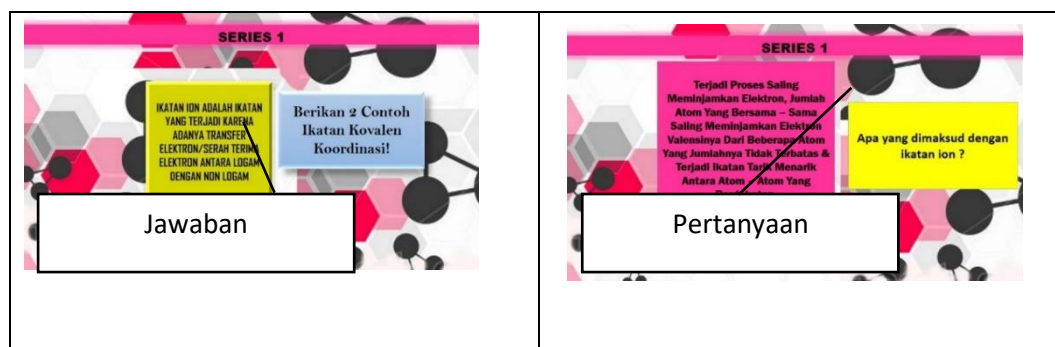 SERIES 1
IKATAN ION ADALAH IKATAN
YANG TERJADI KARENA
ADANYA TRANSFER
ELEKTRON/SERAH TERIMA
ELEKTRON ANTARA LOGAM
DENGAN NON LOGAM
Berikan 2 Contoh
Ikatan Kovalen
Koordinasi!
Jawaban
SERIES 1
Terjadi Proses Saling
Meminjamkan Elektron, Jumlah
Atom Yang Bersama – Sama
Saling Meminjamkan Elektron
Valensinya Dari Beberapa Atom
Yang Jumlahnya Tidak Terbatas &
Terjadi Ikatan Tarik Menarik
Antara Atom – Atom Yang
Apa yang dimaksud dengan
ikatan ion ?
Pertanyaan